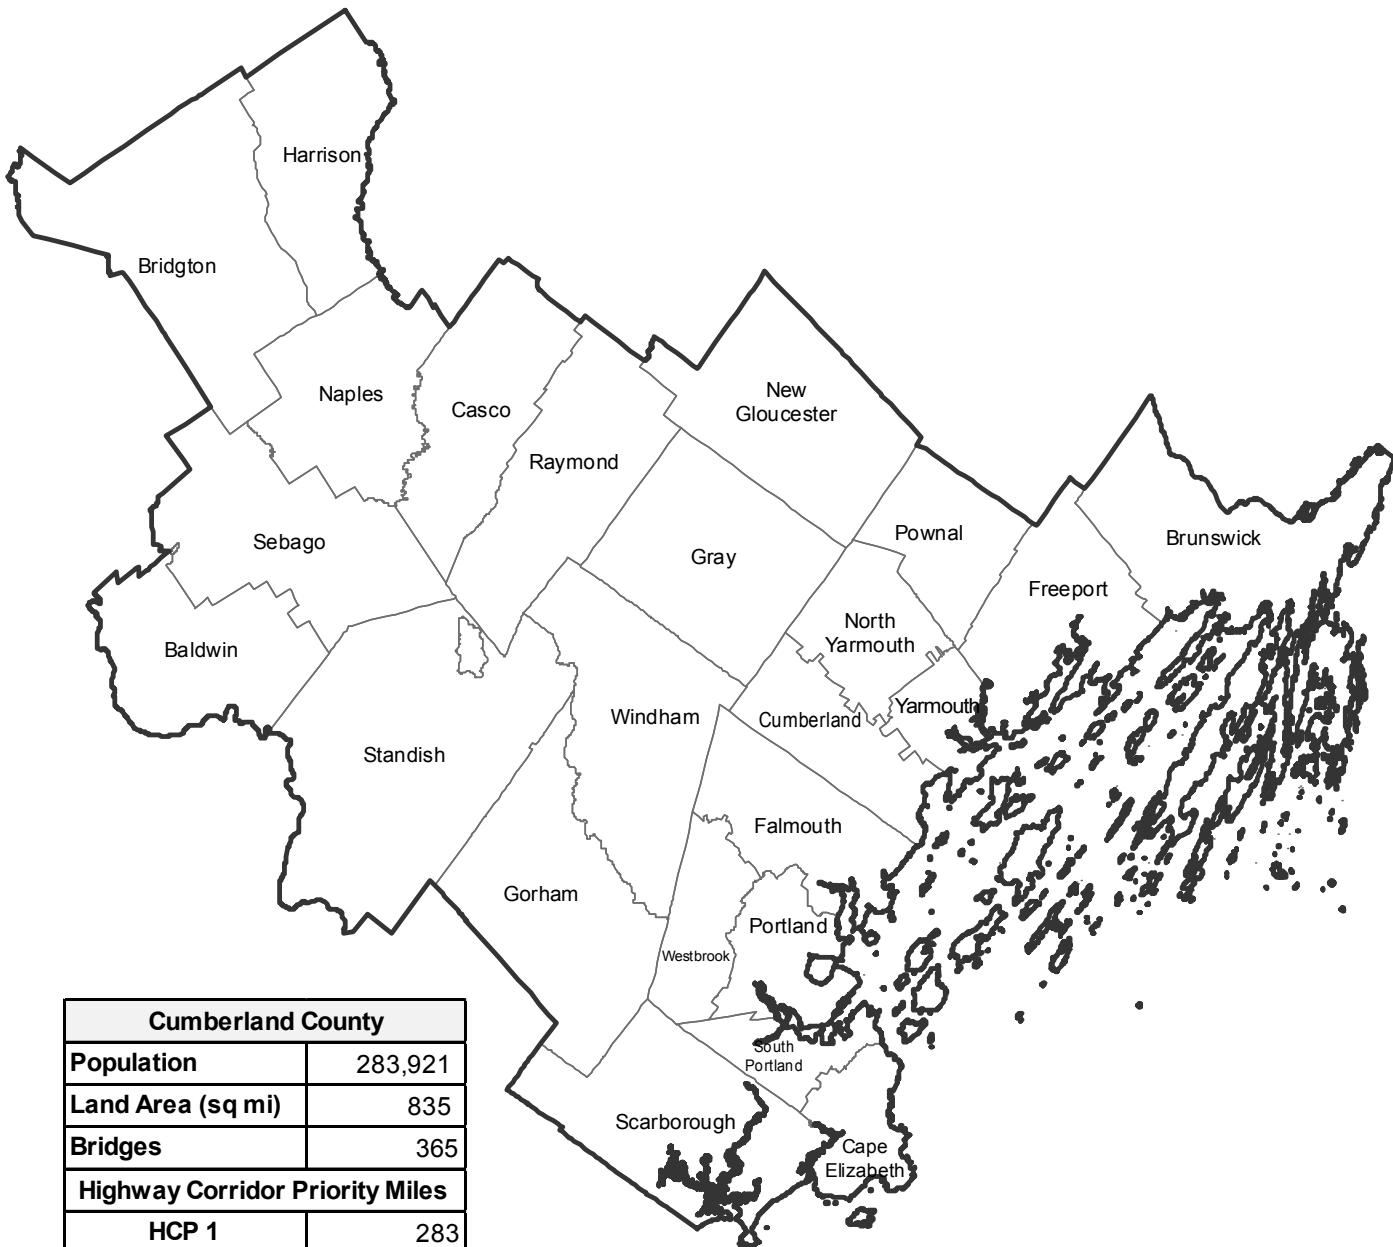 Harrison
Bridgton
New
Gloucester
Naples
Casco
Raymond
Pownal
Brunswick
Sebago
Gray
Freeport
North
Yarmouth
Baldwin
Yarmouth
Windham
Cumberland
Standish
Falmouth
Gorham
Portland
Westbrook
South
Portland
Scarborough
Cape
Elizabeth
Cumberland County
Population 283,921
Land Area (sq mi) 835
Bridges 365
Highway Corridor Priority Miles
HCP 1 283